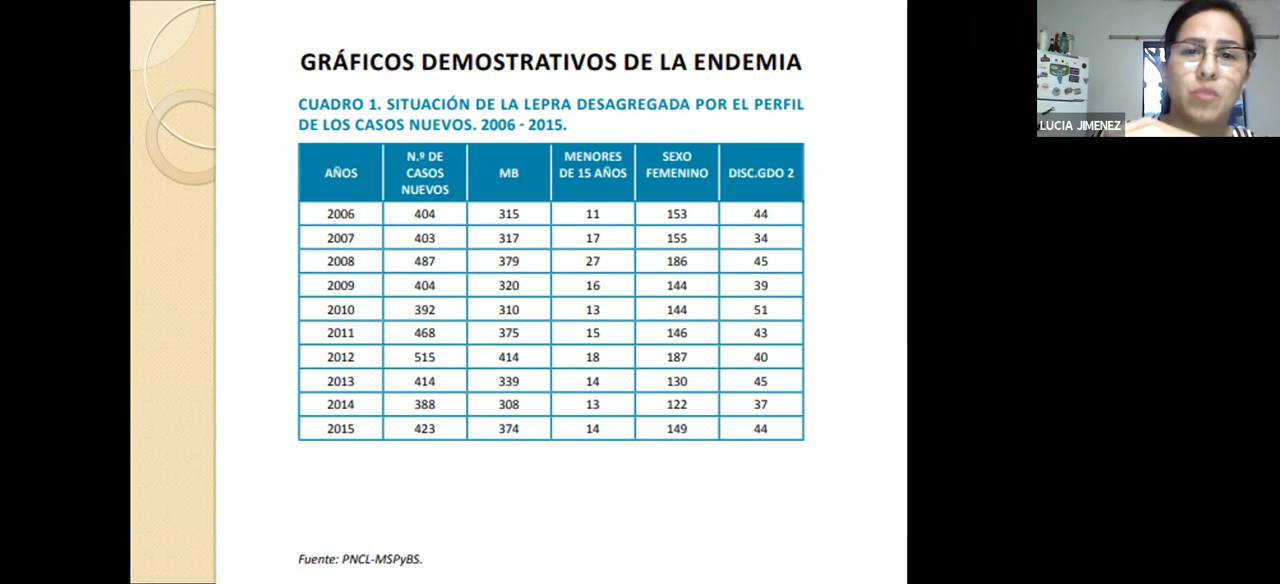 GRÁFICOS DEMOSTRATIVOS DE LA ENDEMIA
CUADRO 1. SITUACIÓN DE LA LEPRA DESAGREGADA POR EL PERFIL
DE LOS CASOS NUEVOS. 2006 - 2015.
AÑOS N.º DE CASOS NUEVOS MB MENORES DE 15 AÑOS SEXO FEMENINO DISC.GDO 2
2006 404 315 11 153 44
2007 403 317 17 155 34
2008 487 379 27 186 45
2009 404 320 16 144 39
2010 392 310 13 144 51
2011 468 375 15 146 43
2012 515 414 18 187 40
2013 414 339 14 130 45
2014 388 308 13 122 37
2015 423 374 14 149 44
Fuente: PNCL-MSPyBS.
LUCIA JIMENEZ